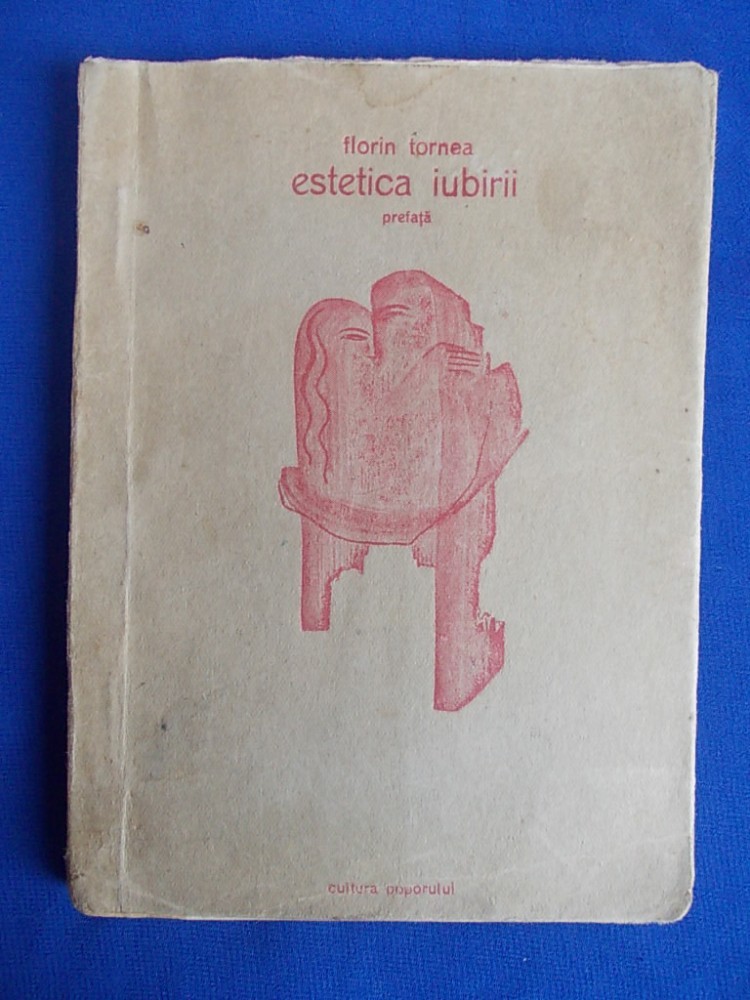 florin tornea
estetica iubirii
prefață
cultura poporului